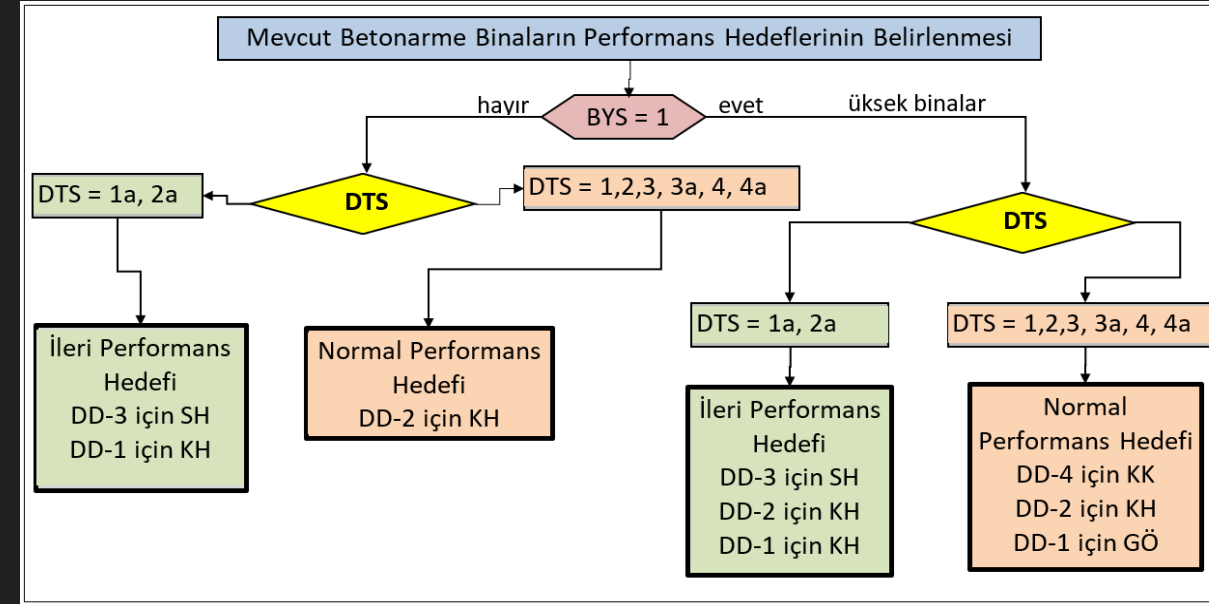 Mevcut Betonarme Binaların Performans Hedeflerinin Belirlenmesi
hayır
BYS = 1
evet
üksek binalar
DTS = 1a, 2a
DTS
DTS = 1,2,3, 3a, 4, 4a
DTS
İleri Performans
Hedefi
DD-3 için SH
DD-1 için KH
Normal Performans
Hedefi
DD-2 için KH
DTS = 1a, 2a
DTS = 1,2,3, 3a, 4, 4a
İleri Performans
Hedefi
DD-3 için SH
DD-2 için KH
DD-1 için KH
Normal
Performans Hedefi
DD-4 için KK
DD-2 için KH
DD-1 için GÖ